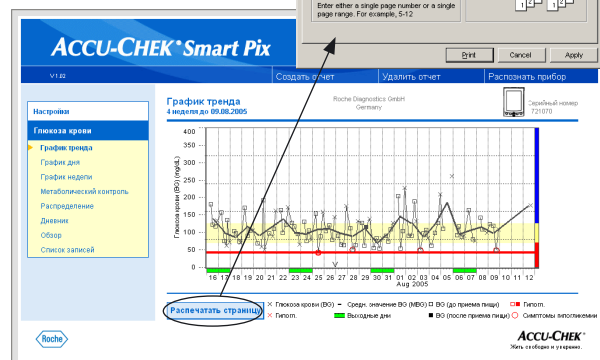 Enter either a single page number or a single
page range. For example, 5-12
Print Cancel Apply
ACCU-CHEK® Smart Pix
V1.02
Создать отчет Удалить отчет Распознать прибор
Настройки
Глюкоза крови
График тренда
График дня
График недели
Метаболический контроль
Распределение
Дневник
Обзор
Список записей
График тренда
4 недели до 09.08.2005
Roche Diagnostics GmbH
Germany
Серийный номер
721070
Глюкоза крови (BG) (mg/dL)
400
350
300
250
200
150
100
50
0
16 17 18 19 20 21 22 23 24 25 26 27 28 29 30 31 01 02 03 04 05 06 07 08 09 10 11 12
Aug 2005
Распечатать страницу
Глюкоза крови (BG) Средн. значение BG (MBG) BG (до приема пищи) Гипогл.
Гипогл. Выходные дни BG (после приема пищи) Симптомы гипогликемии
Roche
ACCU-CHEK®
Жить свободно и уверенно.